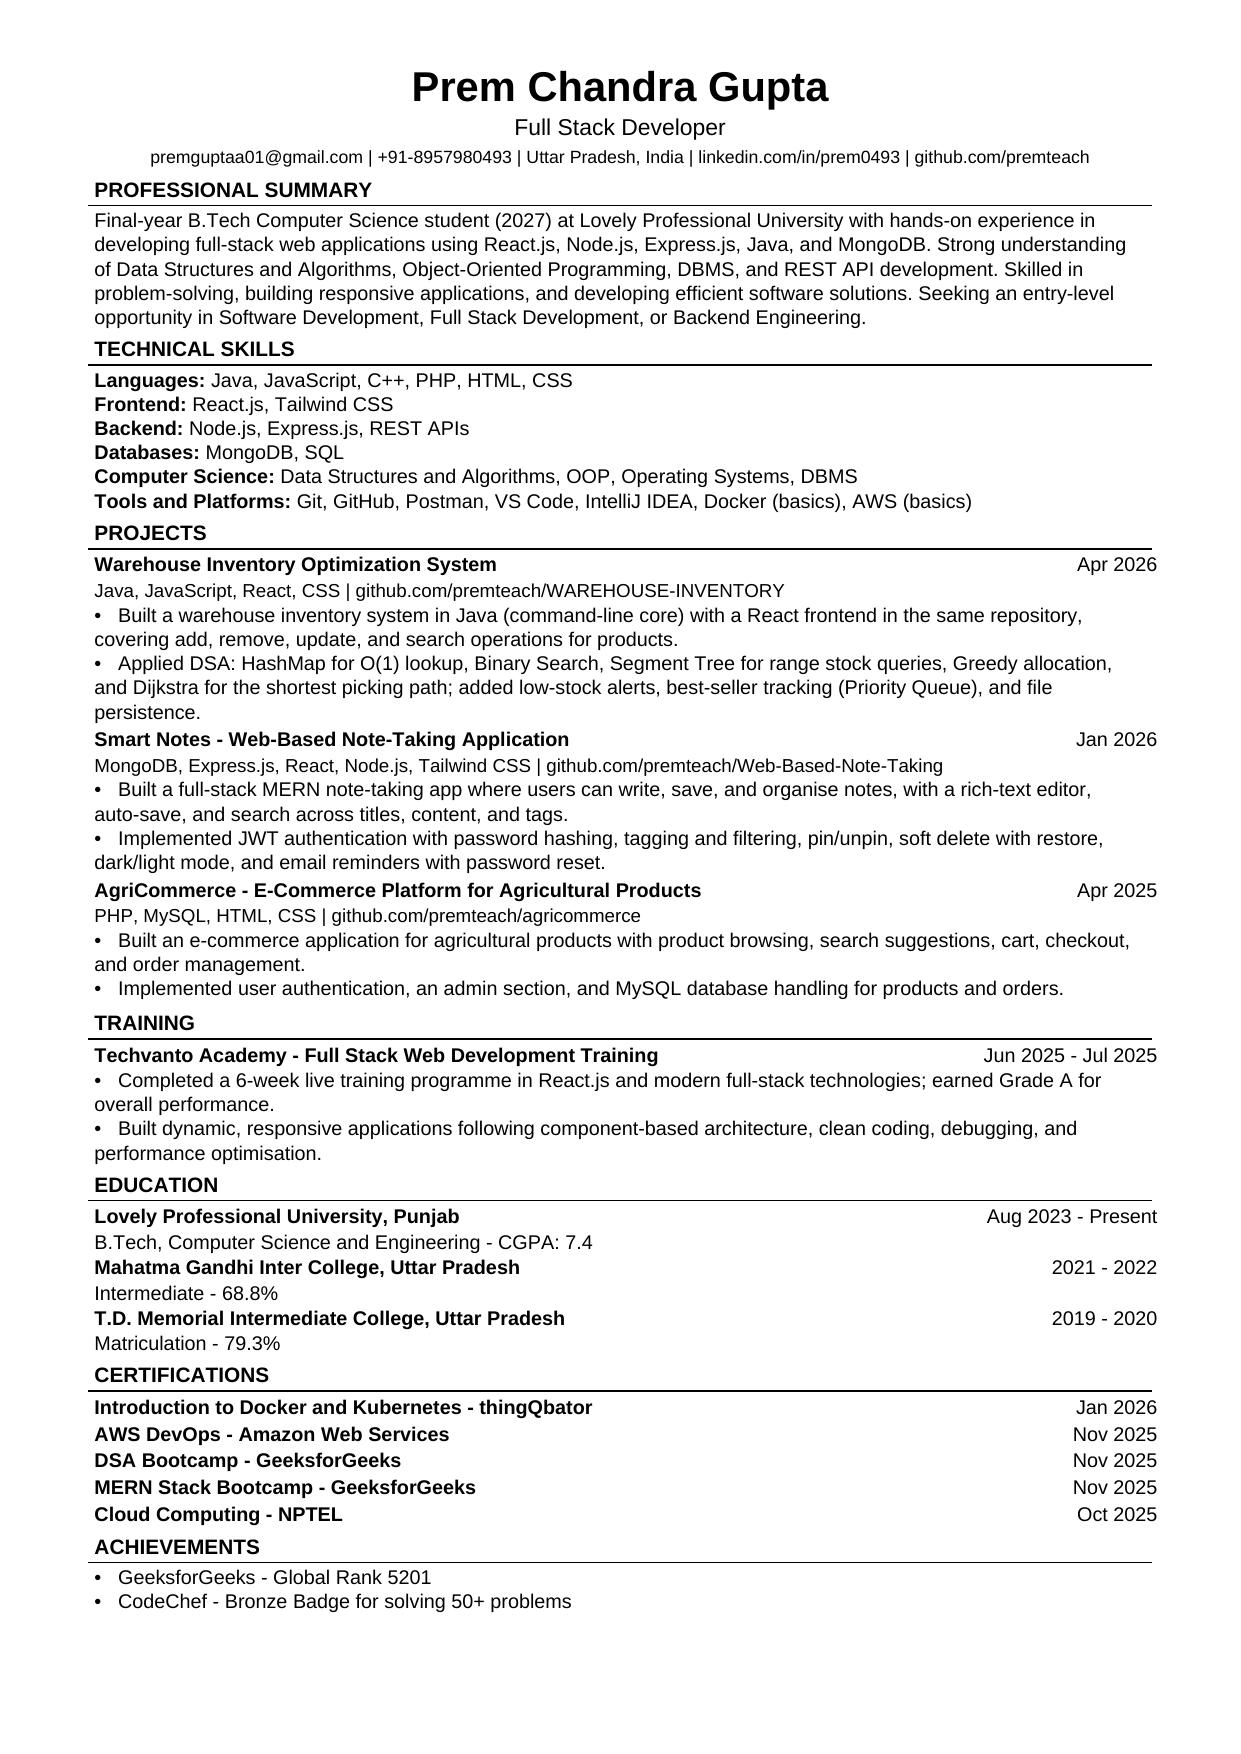 Prem Chandra Gupta
Full Stack Developer
premguptaa01@gmail.com | +91-8957980493 | Uttar Pradesh, India | linkedin.com/in/prem0493 | github.com/premteach
PROFESSIONAL SUMMARY
Final-year B.Tech Computer Science student (2027) at Lovely Professional University with hands-on experience in
developing full-stack web applications using React.js, Node.js, Express.js, Java, and MongoDB. Strong understanding
of Data Structures and Algorithms, Object-Oriented Programming, DBMS, and REST API development. Skilled in
problem-solving, building responsive applications, and developing efficient software solutions. Seeking an entry-level
opportunity in Software Development, Full Stack Development, or Backend Engineering.
TECHNICAL SKILLS
Languages: Java, JavaScript, C++, PHP, HTML, CSS
Frontend: React.js, Tailwind CSS
Backend: Node.js, Express.js, REST APIs
Databases: MongoDB, SQL
Computer Science: Data Structures and Algorithms, OOP, Operating Systems, DBMS
Tools and Platforms: Git, GitHub, Postman, VS Code, IntelliJ IDEA, Docker (basics), AWS (basics)
PROJECTS
Warehouse Inventory Optimization System Apr 2026
Java, JavaScript, React, CSS | github.com/premteach/WAREHOUSE-INVENTORY
• Built a warehouse inventory system in Java (command-line core) with a React frontend in the same repository,
covering add, remove, update, and search operations for products.
• Applied DSA: HashMap for O(1) lookup, Binary Search, Segment Tree for range stock queries, Greedy allocation,
and Dijkstra for the shortest picking path; added low-stock alerts, best-seller tracking (Priority Queue), and file
persistence.
Smart Notes - Web-Based Note-Taking Application Jan 2026
MongoDB, Express.js, React, Node.js, Tailwind CSS | github.com/premteach/Web-Based-Note-Taking
• Built a full-stack MERN note-taking app where users can write, save, and organise notes, with a rich-text editor,
auto-save, and search across titles, content, and tags.
• Implemented JWT authentication with password hashing, tagging and filtering, pin/unpin, soft delete with restore,
dark/light mode, and email reminders with password reset.
AgriCommerce - E-Commerce Platform for Agricultural Products Apr 2025
PHP, MySQL, HTML, CSS | github.com/premteach/agricommerce
• Built an e-commerce application for agricultural products with product browsing, search suggestions, cart, checkout,
and order management.
• Implemented user authentication, an admin section, and MySQL database handling for products and orders.
TRAINING
Techvanto Academy - Full Stack Web Development Training Jun 2025 - Jul 2025
• Completed a 6-week live training programme in React.js and modern full-stack technologies; earned Grade A for
overall performance.
• Built dynamic, responsive applications following component-based architecture, clean coding, debugging, and
performance optimisation.
EDUCATION
Lovely Professional University, Punjab Aug 2023 - Present
B.Tech, Computer Science and Engineering - CGPA: 7.4
Mahatma Gandhi Inter College, Uttar Pradesh 2021 - 2022
Intermediate - 68.8%
T.D. Memorial Intermediate College, Uttar Pradesh 2019 - 2020
Matriculation - 79.3%
CERTIFICATIONS
Introduction to Docker and Kubernetes - thingQbator Jan 2026
AWS DevOps - Amazon Web Services Nov 2025
DSA Bootcamp - GeeksforGeeks Nov 2025
MERN Stack Bootcamp - GeeksforGeeks Nov 2025
Cloud Computing - NPTEL Oct 2025
ACHIEVEMENTS
• GeeksforGeeks - Global Rank 5201
• CodeChef - Bronze Badge for solving 50+ problems